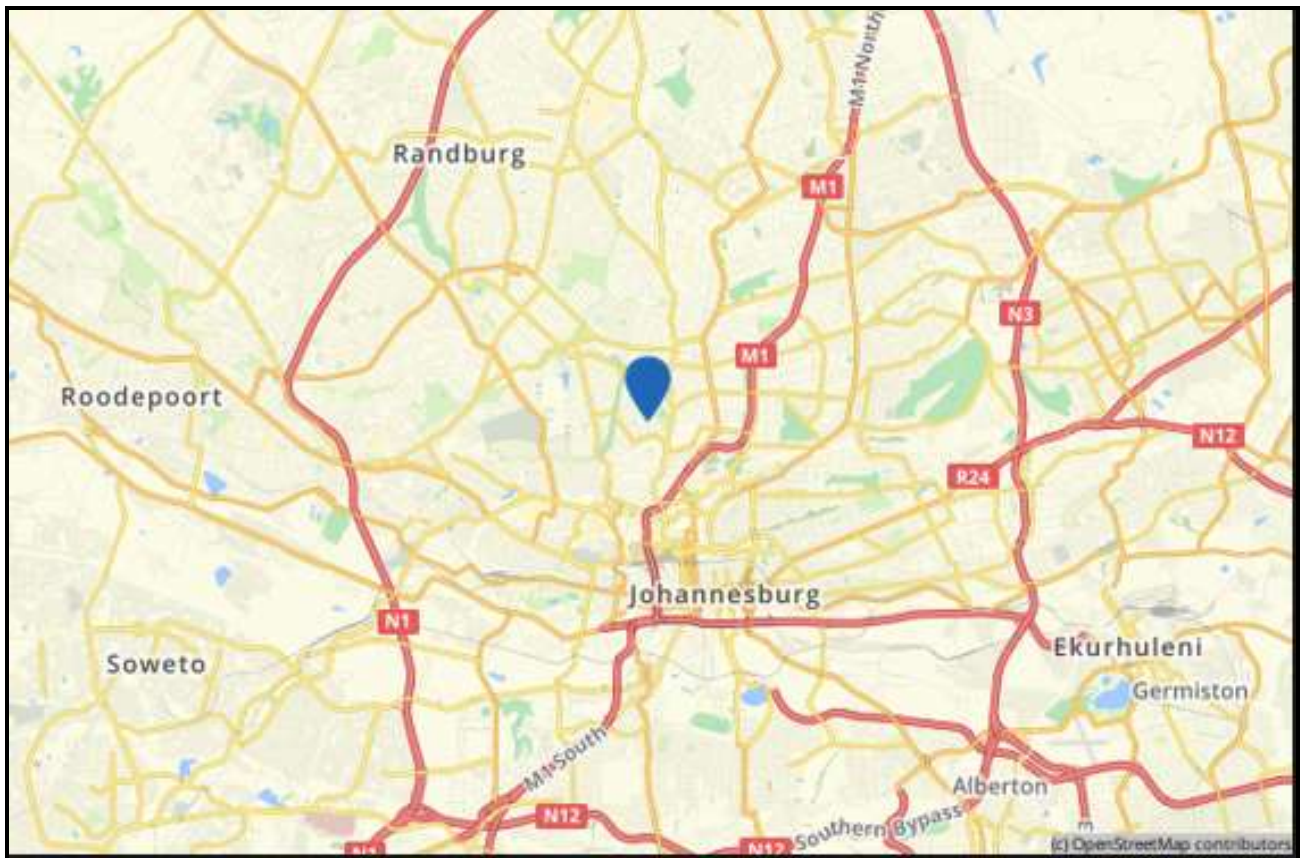 M1 North
Randburg
M1
N3
M1
Roodepoort
N12
R24
Johannesburg
N1
Ekurhuleni
Soweto
Germiston
M1 South
Alberton
N12
Southern Bypass
N12
N1
(c) OpenStreetMap contributors